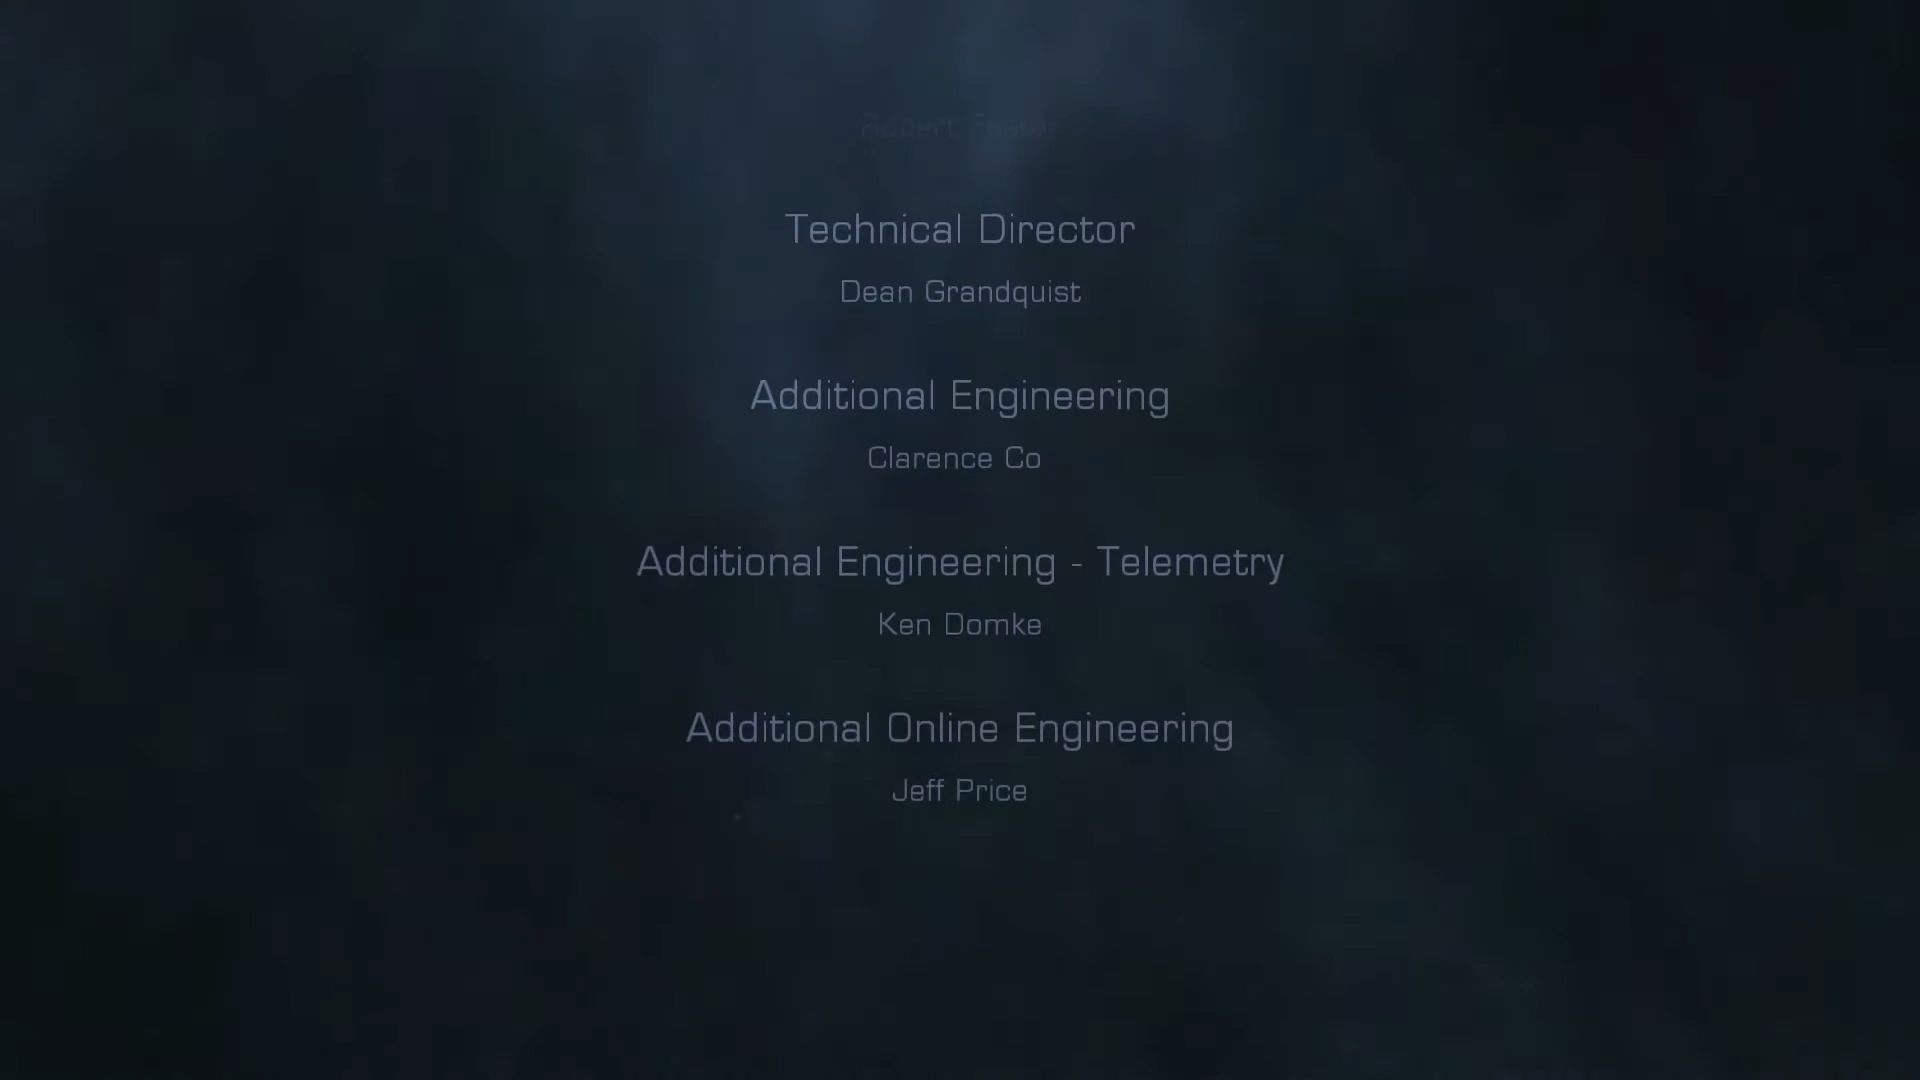 Technical Director
Dean Grandquist
Additional Engineering
Clarence Co
Additional Engineering - Telemetry
Ken Domke
Additional Online Engineering
Jeff Price